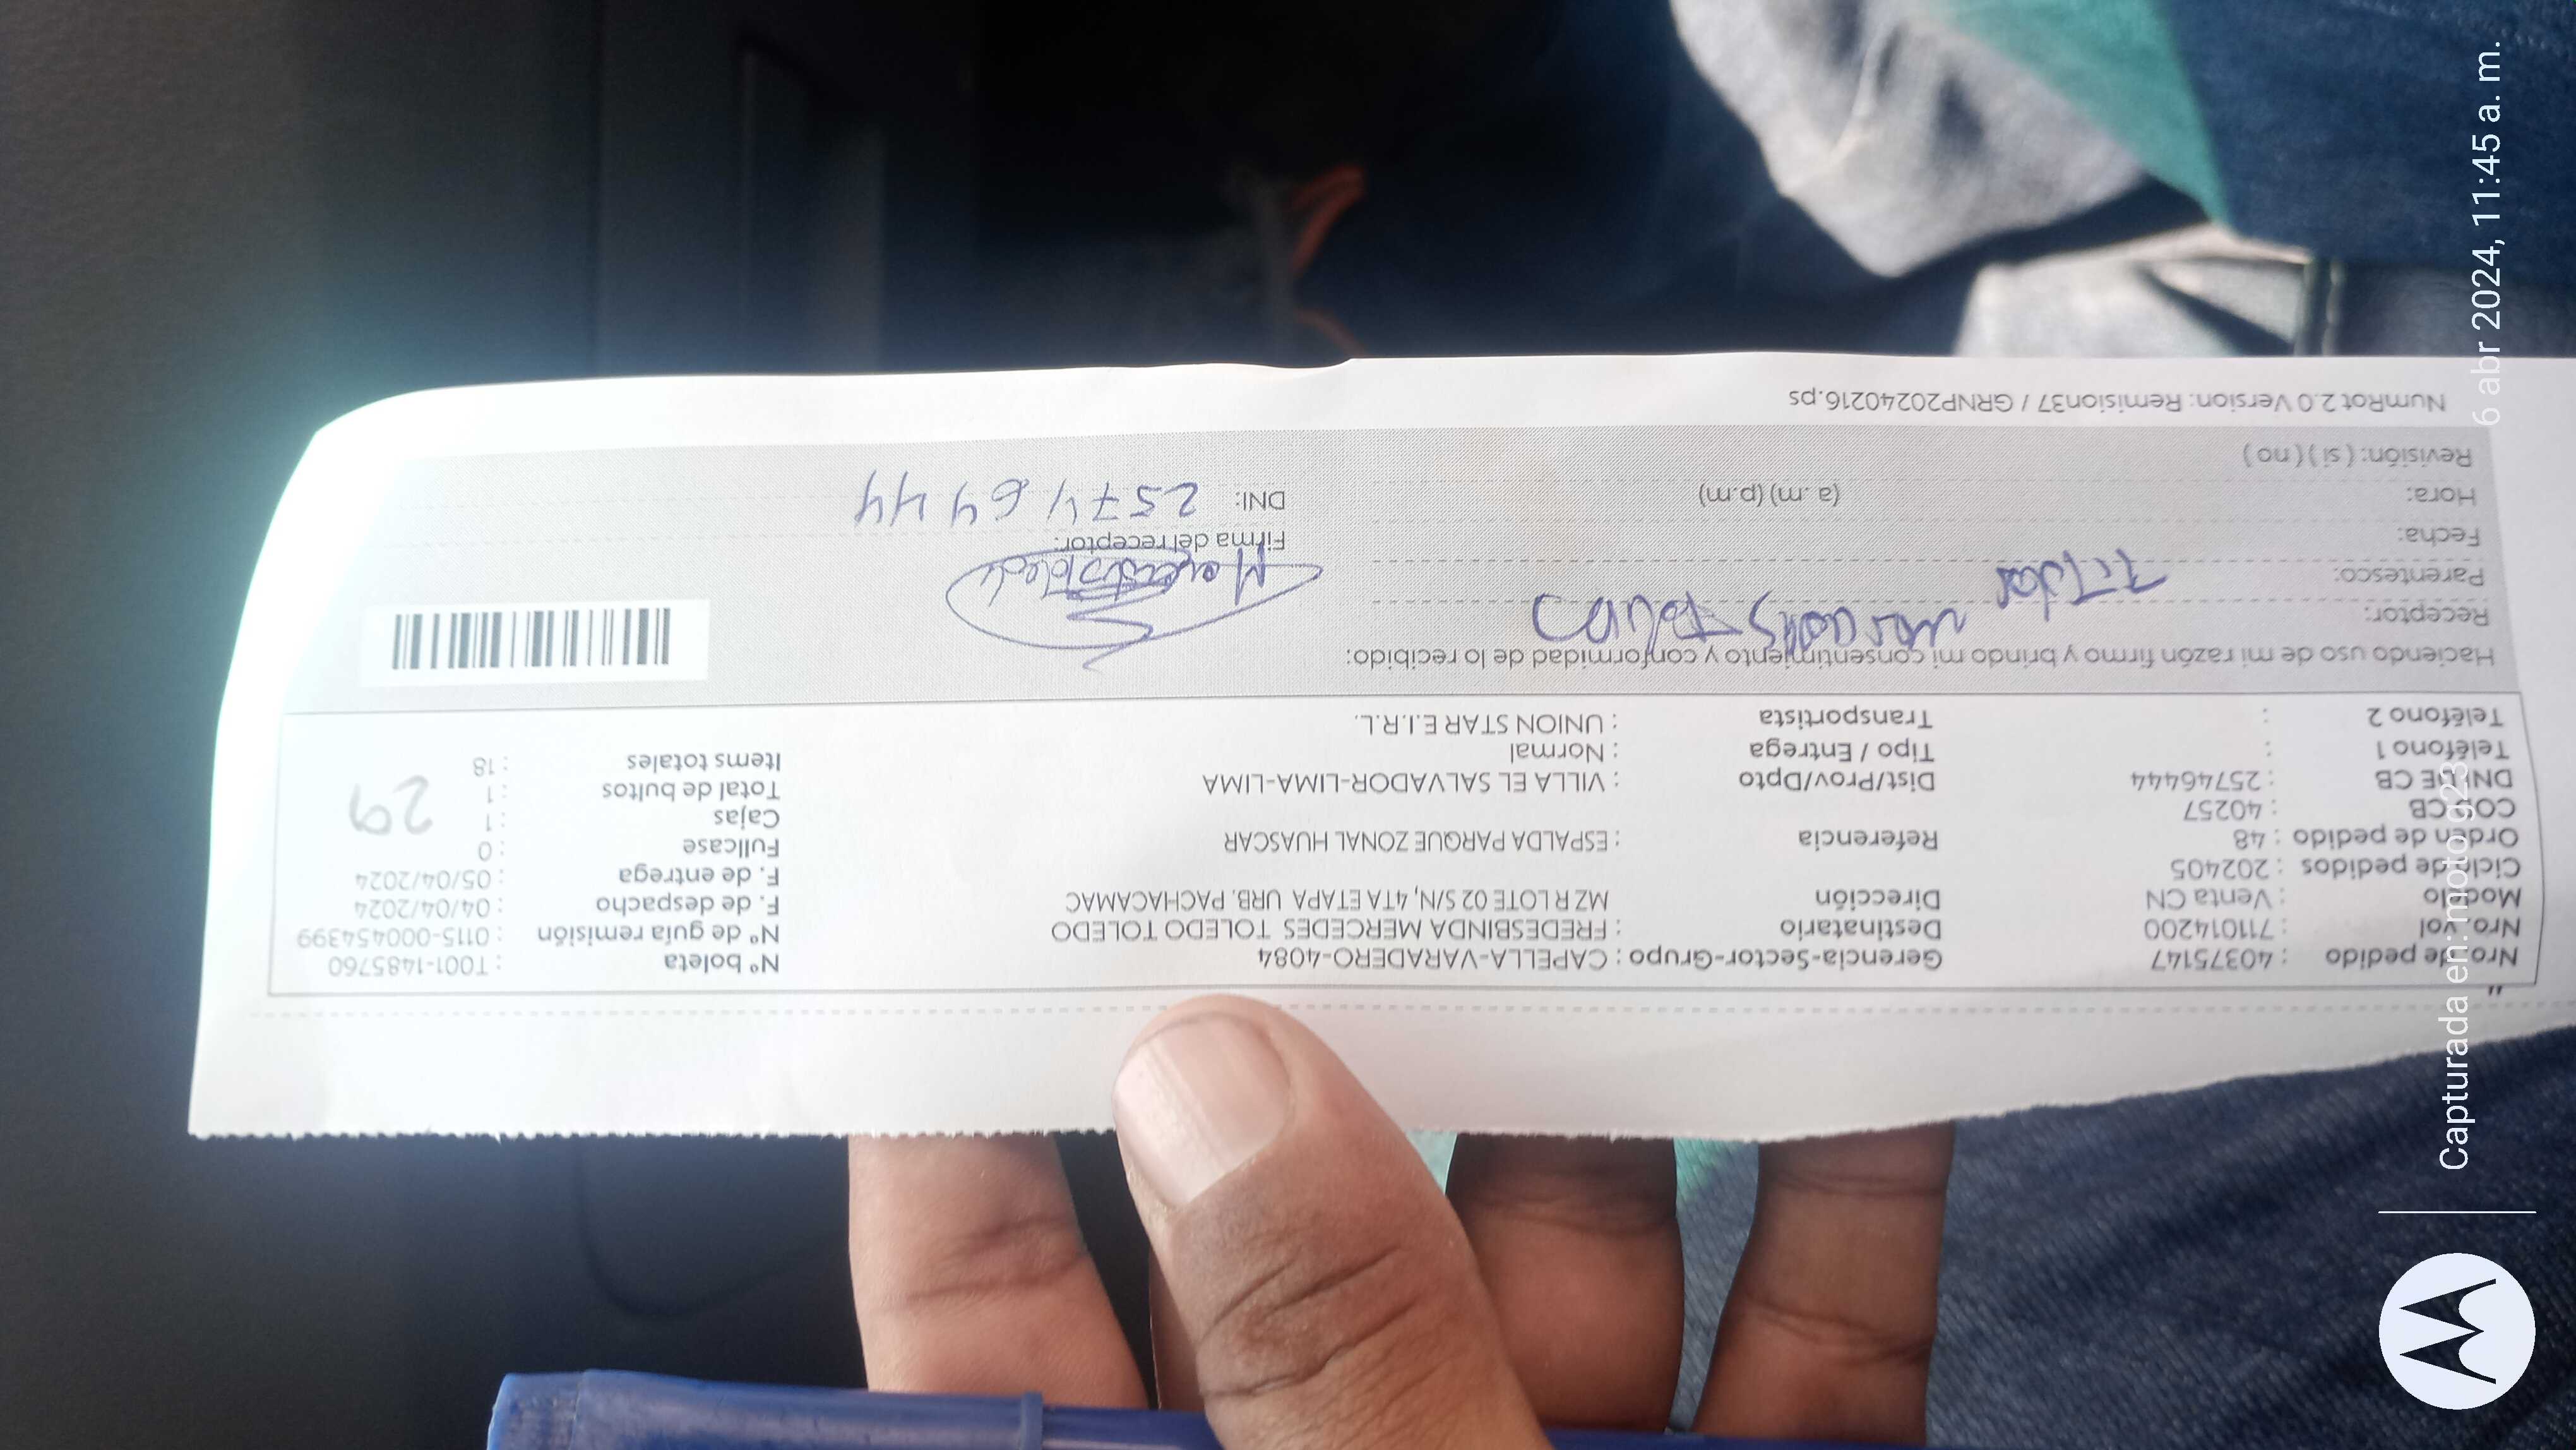 "
Nro. de pedido : 40375147 Gerencia-Sector-Grupo : CAPELLA-VARADERO-4084 Nº boleta : T001-1485760
Nro. vol : 711014200 Destinatario : FREDESBINDA MERCEDES TOLEDO TOLEDO Nº de guía remisión : 0115-000454399
Modelo : Venta CN Dirección MZ R LOTE 02 S/N, 4TA ETAPA URB. PACHACAMAC F. de despacho : 04/04/2024
Ciclo de pedidos : 202405 F. de entrega : 05/04/2024
Orden de pedido : 48 Referencia : ESPALDA PARQUE ZONAL HUASCAR Fullcase : 0
COD CB : 40257 Cajas : 1
DNI DE CB : 25746444 Dist/Prov/Dpto : VILLA EL SALVADOR-LIMA-LIMA Total de bultos : 1
29
Teléfono 1 : Tipo / Entrega : Normal Items totales : 18
Teléfono 2 : Transportista : UNION STAR E.I.R.L.
Haciendo uso de mi razón firmo y brindo mi consentimiento y conformidad de lo recibido:
Receptor: Mercedes Toledo
Parentesco: Titular
Fecha: Firma del receptor: Mercedes Toledo
Hora: (a.m) (p.m) DNI: 25746444
Revisión: ( si ) ( no )
NumRot 2.0 Version: Remision37 / GRNP20240216.ps
Capturada en: moto g(23)
6 abr 2024, 11:45 a. m.